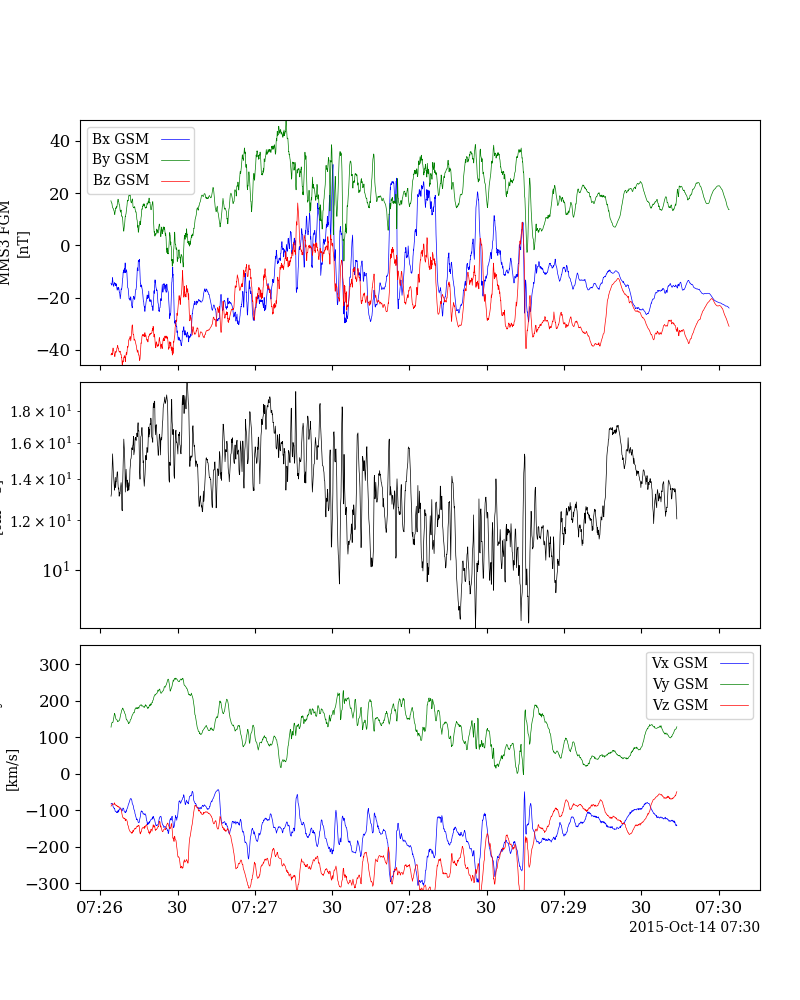 Bx GSM
By GSM
Bz GSM
40
20
0
−20
−40
MMS3 FGM
[nT]
1.8 × 10¹
1.6 × 10¹
1.4 × 10¹
1.2 × 10¹
10¹
Vx GSM
Vy GSM
Vz GSM
300
200
100
0
−100
−200
−300
[km/s]
07:26 30 07:27 30 07:28 30 07:29 30 07:30
2015-Oct-14 07:30